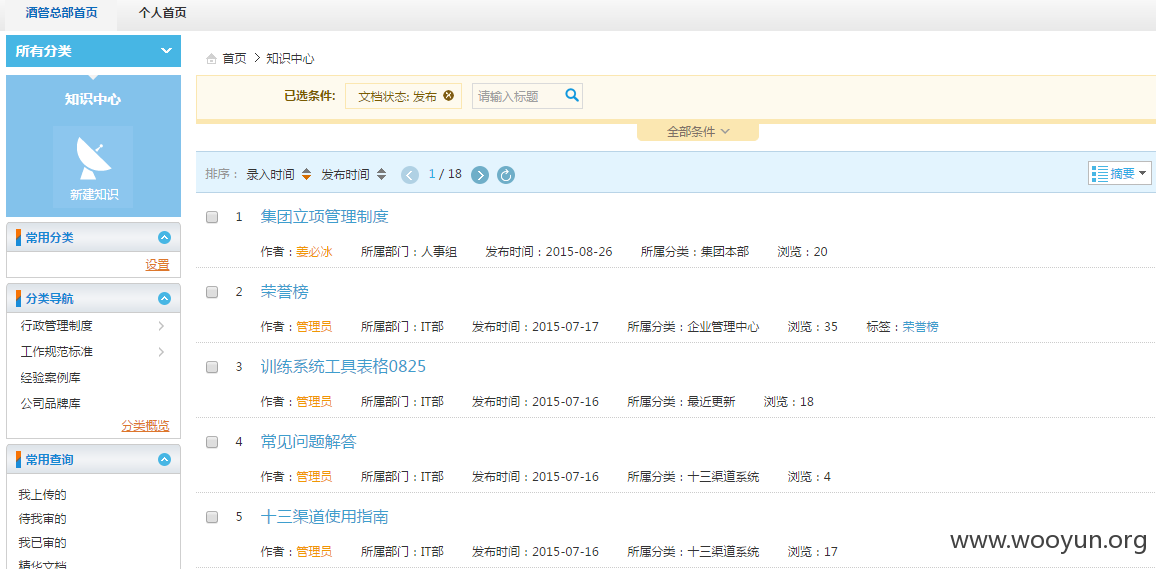 酒管总部首页 个人首页
所有分类
首页 > 知识中心
知识中心
新建知识
已选条件: 文档状态: 发布 请输入标题
全部条件
排序: 录入时间 发布时间 1 / 18 摘要
常用分类
设置
分类导航
行政管理制度
工作规范标准
经验案例库
公司品牌库
分类概览
常用查询
我上传的
待我审的
我已审的
精华文档
1 集团立项管理制度
作者：姜必冰 所属部门：人事组 发布时间：2015-08-26 所属分类：集团本部 浏览：20
2 荣誉榜
作者：管理员 所属部门：IT部 发布时间：2015-07-17 所属分类：企业管理中心 浏览：35 标签：荣誉榜
3 训练系统工具表格0825
作者：管理员 所属部门：IT部 发布时间：2015-07-16 所属分类：最近更新 浏览：18
4 常见问题解答
作者：管理员 所属部门：IT部 发布时间：2015-07-16 所属分类：十三渠道系统 浏览：4
5 十三渠道使用指南
作者：管理员 所属部门：IT部 发布时间：2015-07-16 所属分类：十三渠道系统 浏览：17
www.wooyun.org